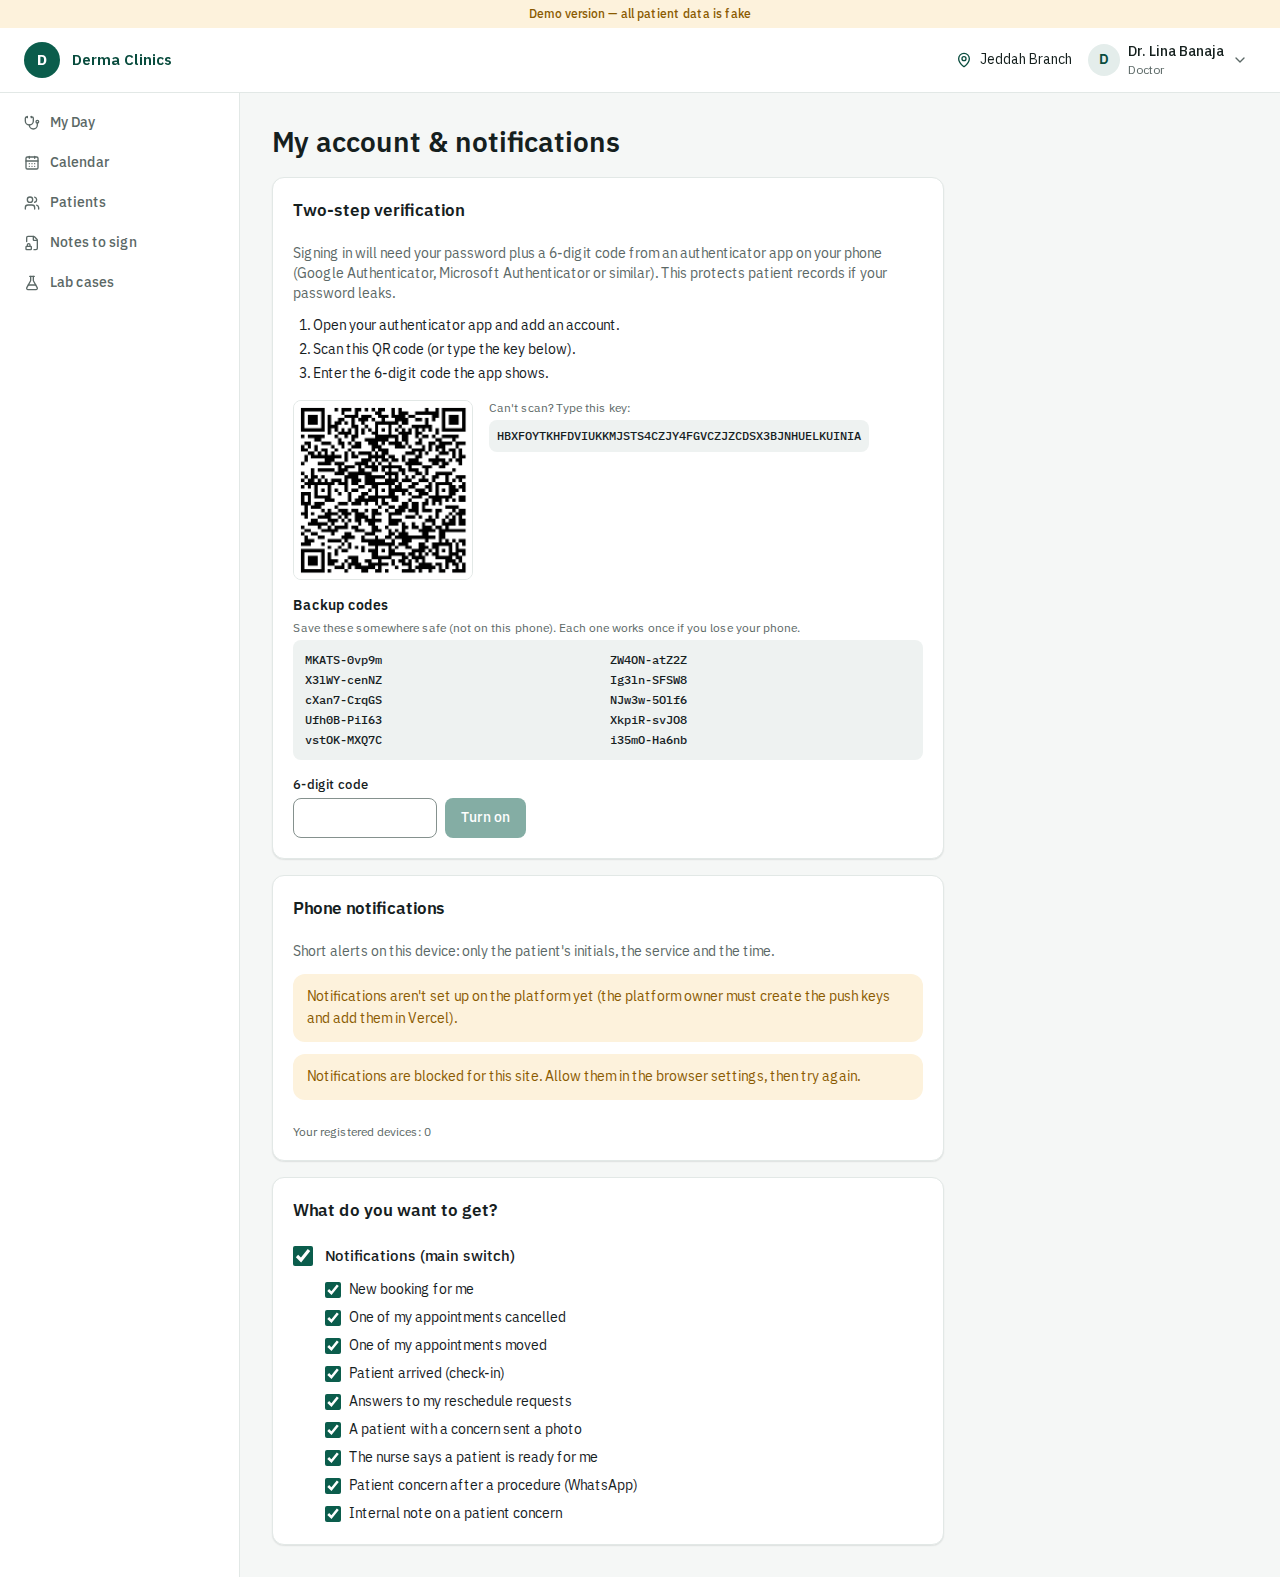 Demo version — all patient data is fake
D
Derma Clinics
Jeddah Branch
D
Dr. Lina Banaja
Doctor
My Day
Calendar
Patients
Notes to sign
Lab cases
My account & notifications
Two-step verification
Signing in will need your password plus a 6-digit code from an authenticator app on your phone
(Google Authenticator, Microsoft Authenticator or similar). This protects patient records if your
password leaks.
1. Open your authenticator app and add an account.
2. Scan this QR code (or type the key below).
3. Enter the 6-digit code the app shows.
Can't scan? Type this key:
HBXFOYTKHFDVIUKKMJSTS4CZJY4FGVCZJZCDSX3BJNHUELKUINIA
Backup codes
Save these somewhere safe (not on this phone). Each one works once if you lose your phone.
MKATS-0vp9m ZW4ON-atZ2Z
X3lWY-cenNZ Ig3ln-SFSW8
cXan7-CrqGS NJw3w-5Olf6
Ufh0B-PiI63 XkpiR-svJO8
vstOK-MXQ7C i35mO-Ha6nb
6-digit code
Turn on
Phone notifications
Short alerts on this device: only the patient's initials, the service and the time.
Notifications aren't set up on the platform yet (the platform owner must create the push keys
and add them in Vercel).
Notifications are blocked for this site. Allow them in the browser settings, then try again.
Your registered devices: 0
What do you want to get?
Notifications (main switch)
New booking for me
One of my appointments cancelled
One of my appointments moved
Patient arrived (check-in)
Answers to my reschedule requests
A patient with a concern sent a photo
The nurse says a patient is ready for me
Patient concern after a procedure (WhatsApp)
Internal note on a patient concern